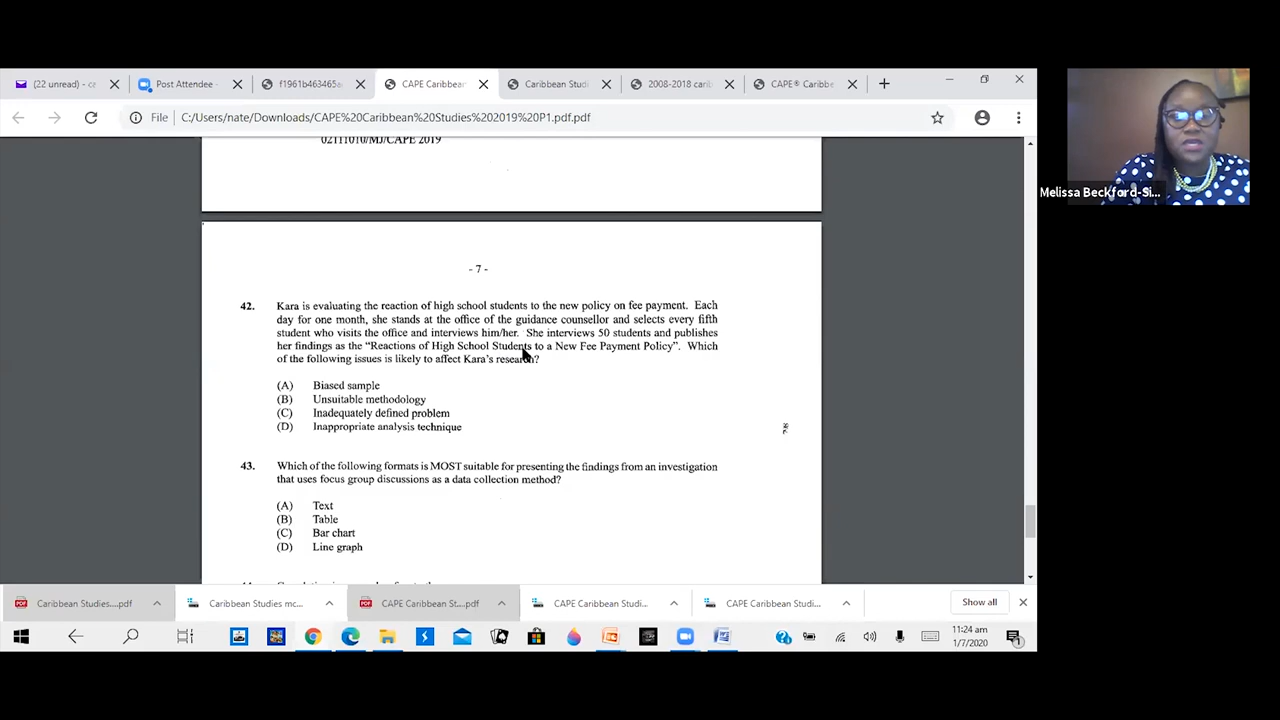 (22 unread) - ca
Post Attendee -
f1961b463465a
CAPE Caribbean
Caribbean Studi
2008-2018 carib
CAPE® Caribbe
File
C:/Users/nate/Downloads/CAPE%20Caribbean%20Studies%202019%20P1.pdf.pdf
02111010/MJ/CAPE 2019
Melissa Beckford-Si...
- 7 -
42. Kara is evaluating the reaction of high school students to the new policy on fee payment. Each
day for one month, she stands at the office of the guidance counsellor and selects every fifth
student who visits the office and interviews him/her. She interviews 50 students and publishes
her findings as the “Reactions of High School Students to a New Fee Payment Policy”. Which
of the following issues is likely to affect Kara's research?
(A) Biased sample
(B) Unsuitable methodology
(C) Inadequately defined problem
(D) Inappropriate analysis technique
43. Which of the following formats is MOST suitable for presenting the findings from an investigation
that uses focus group discussions as a data collection method?
(A) Text
(B) Table
(C) Bar chart
(D) Line graph
Caribbean Studies....pdf
Caribbean Studies mc...
CAPE Caribbean St....pdf
CAPE Caribbean Studi...
CAPE Caribbean Studi...
Show all
11:24 am
1/7/2020